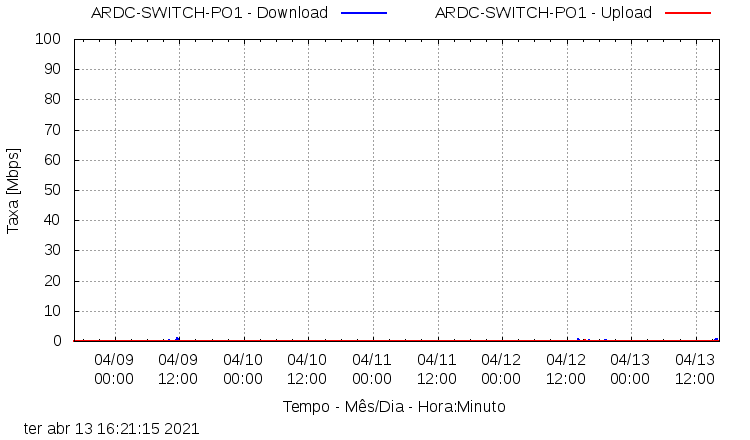 ARDC-SWITCH-PO1 - Download ARDC-SWITCH-PO1 - Upload
100
90
80
70
60
50
40
30
20
10
0
Taxa [Mbps]
04/09 04/09 04/10 04/10 04/11 04/11 04/12 04/12 04/13 04/13
00:00 12:00 00:00 12:00 00:00 12:00 00:00 12:00 00:00 12:00
Tempo - Mês/Dia - Hora:Minuto
ter abr 13 16:21:15 2021